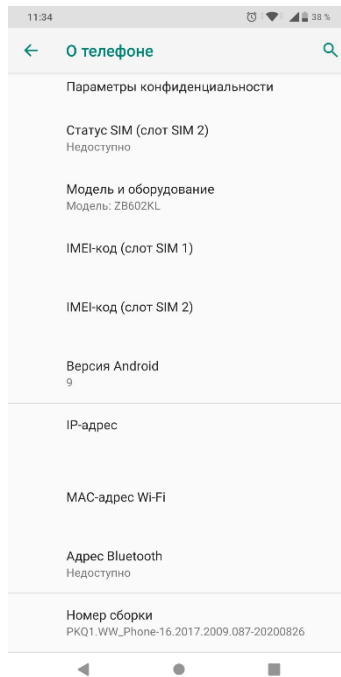 11:34
38 %
О телефоне
Параметры конфиденциальности
Статус SIM (слот SIM 2)
Недоступно
Модель и оборудование
Модель: ZB602KL
IMEI-код (слот SIM 1)
IMEI-код (слот SIM 2)
Версия Android
9
IP-адрес
MAC-адрес Wi-Fi
Адрес Bluetooth
Недоступно
Номер сборки
PKQ1.WW_Phone-16.2017.2009.087-20200826